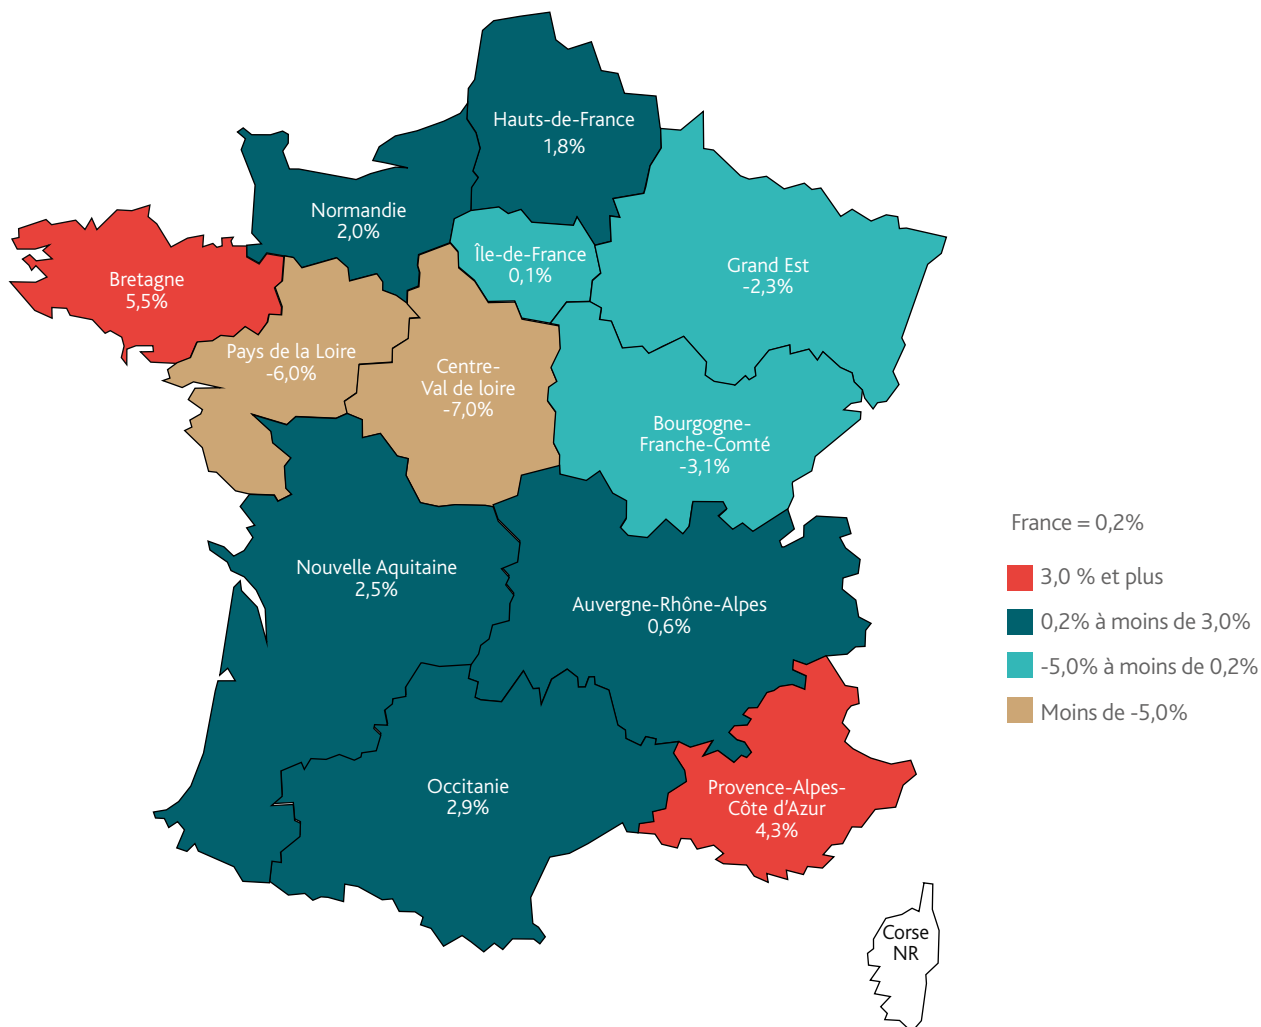 Hauts-de-France
1,8%
Normandie
2,0%
Île-de-France
0,1%
Grand Est
-2,3%
Bretagne
5,5%
Pays de la Loire
-6,0%
Centre-
Val de loire
-7,0%
Bourgogne-
Franche-Comté
-3,1%
Nouvelle Aquitaine
2,5%
Auvergne-Rhône-Alpes
0,6%
Occitanie
2,9%
Provence-Alpes-
Côte d’Azur
4,3%
Corse
NR
France = 0,2%
3,0 % et plus
0,2% à moins de 3,0%
-5,0% à moins de 0,2%
Moins de -5,0%